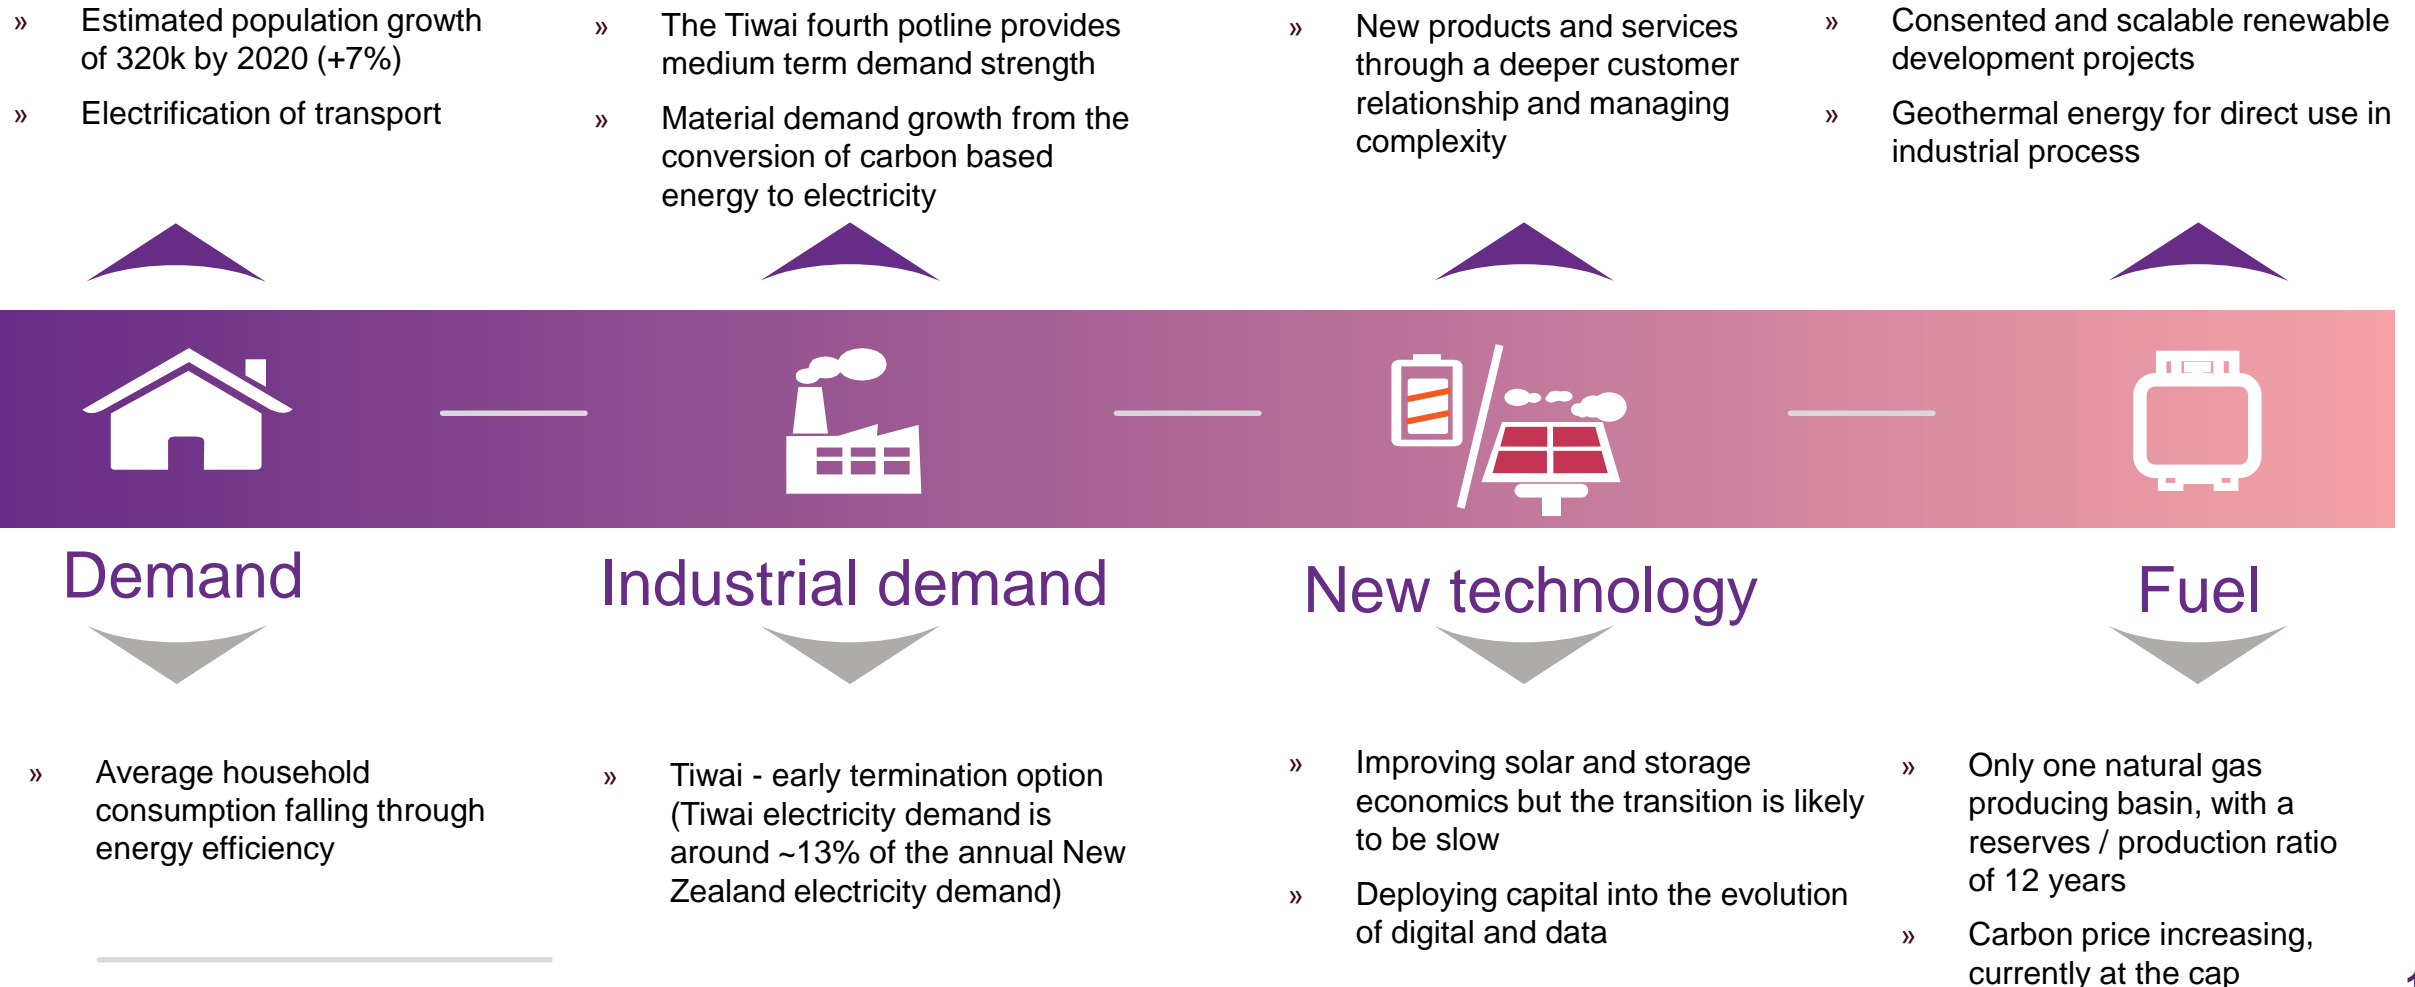 » Estimated population growth
of 320k by 2020 (+7%)
» Electrification of transport
» The Tiwai fourth potline provides
medium term demand strength
» Material demand growth from the
conversion of carbon based
energy to electricity
» New products and services
through a deeper customer
relationship and managing
complexity
» Consented and scalable renewable
development projects
» Geothermal energy for direct use in
industrial process
Demand
Industrial demand
New technology
Fuel
» Average household
consumption falling through
energy efficiency
» Tiwai - early termination option
(Tiwai electricity demand is
around ~13% of the annual New
Zealand electricity demand)
» Improving solar and storage
economics but the transition is likely
to be slow
» Deploying capital into the evolution
of digital and data
» Only one natural gas
producing basin, with a
reserves / production ratio
of 12 years
» Carbon price increasing,
currently at the cap